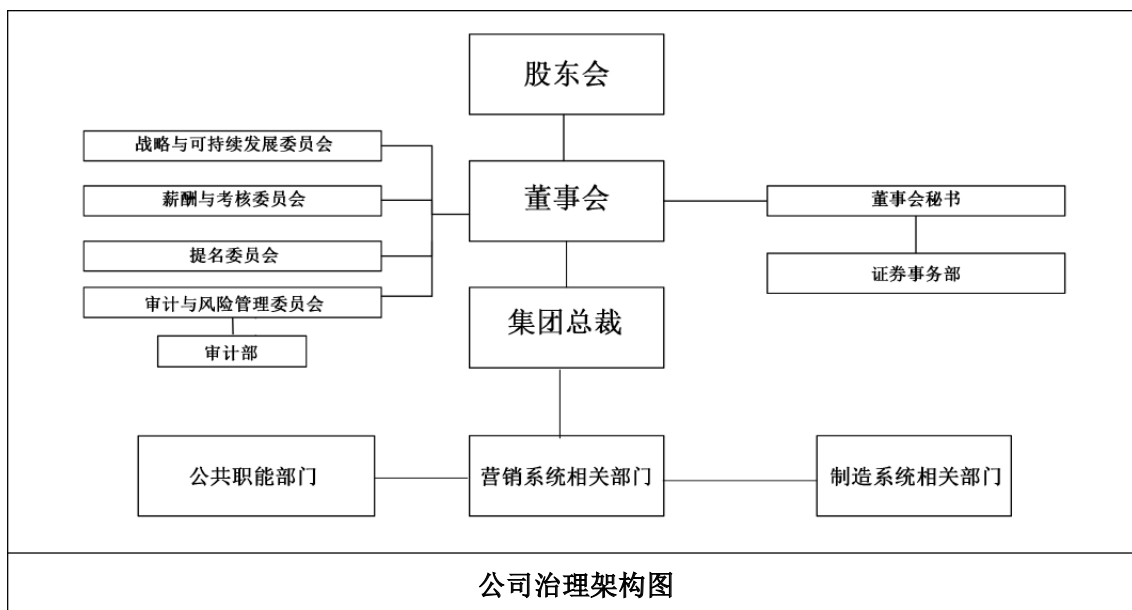 股东会
战略与可持续发展委员会
薪酬与考核委员会
提名委员会
审计与风险管理委员会
审计部
董事会
董事会秘书
证券事务部
集团总裁
公共职能部门
营销系统相关部门
制造系统相关部门
公司治理架构图